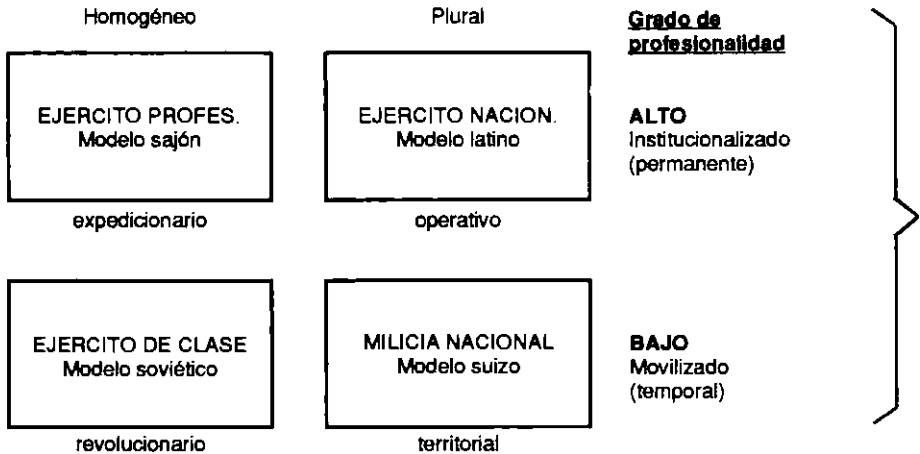 Homogéneo
Plural
Grado de
profesionalidad
EJERCITO PROFES.
Modelo sajón
EJERCITO NACION.
Modelo latino
ALTO
Institucionalizado
(permanente)
expedicionario
operativo
EJERCITO DE CLASE
Modelo soviético
MILICIA NACIONAL
Modelo suizo
BAJO
Movilizado
(temporal)
revolucionario
territorial